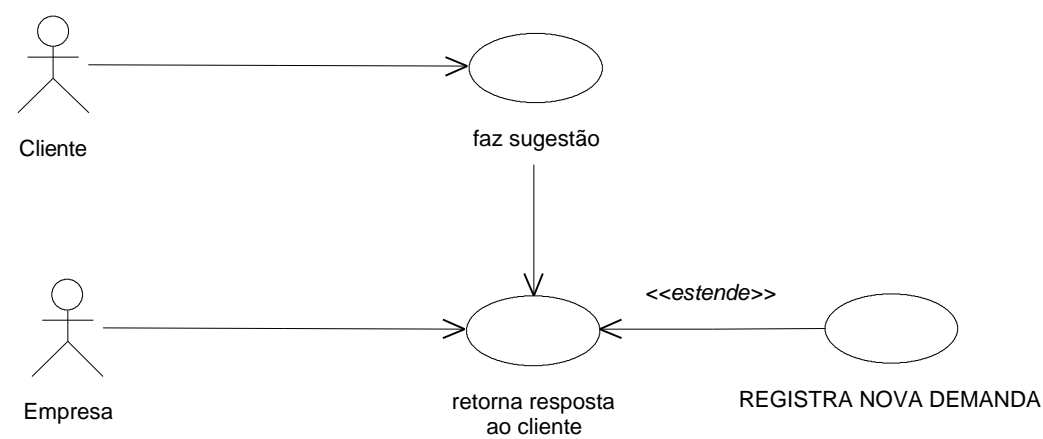 Cliente
faz sugestão
<<estende>>
Empresa
retorna resposta
ao cliente
REGISTRA NOVA DEMANDA